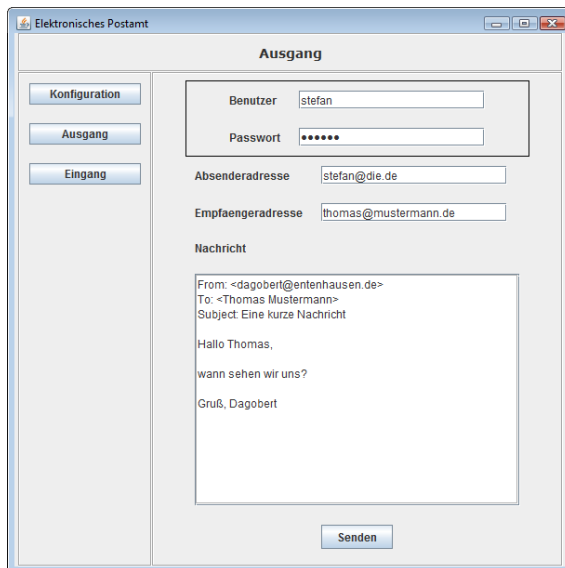 Elektronisches Postamt
Ausgang
Konfiguration
Ausgang
Eingang
Benutzer stefan
Passwort ••••••
Absenderadresse stefan@die.de
Empfaengeradresse thomas@mustermann.de
Nachricht
From: <dagobert@entenhausen.de>
To: <Thomas Mustermann>
Subject: Eine kurze Nachricht
Hallo Thomas,
wann sehen wir uns?
Gruß, Dagobert
Senden